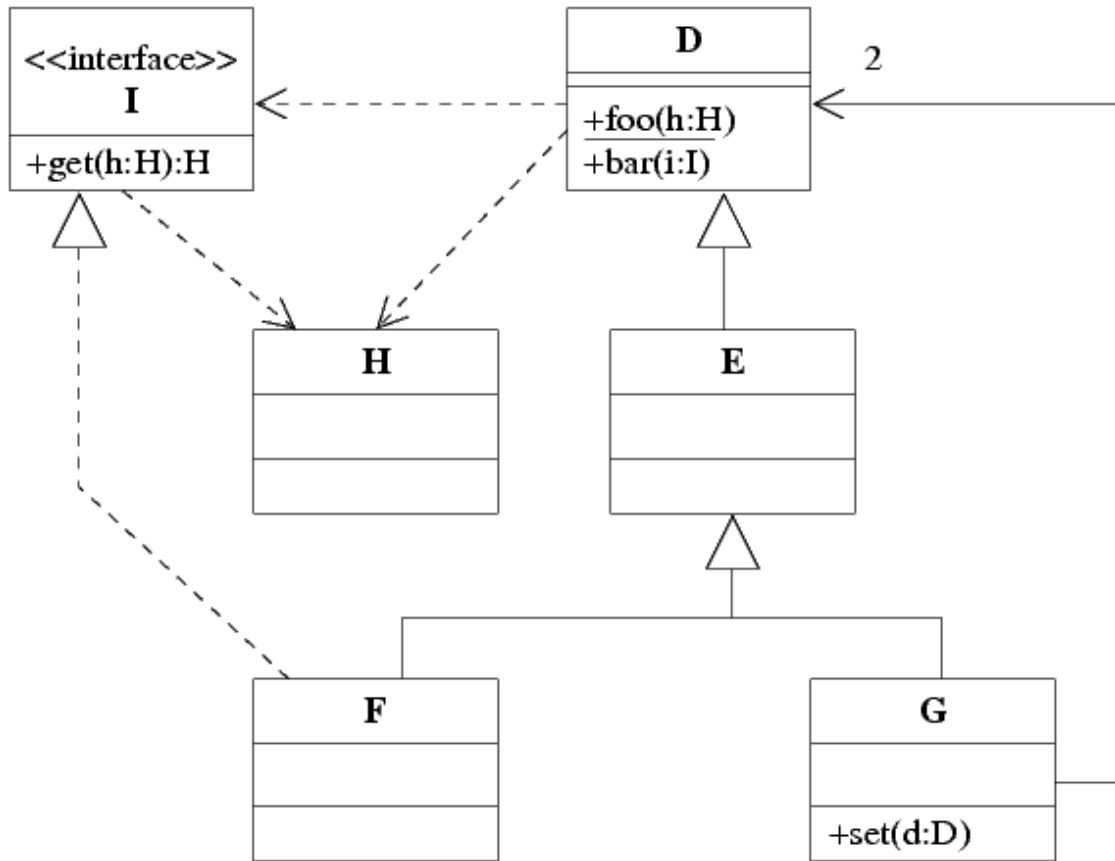 <<interface>>
I
+get(h:H):H
D
+foo(h:H)
+bar(i:I)
2
H
E
F
G
+set(d:D)